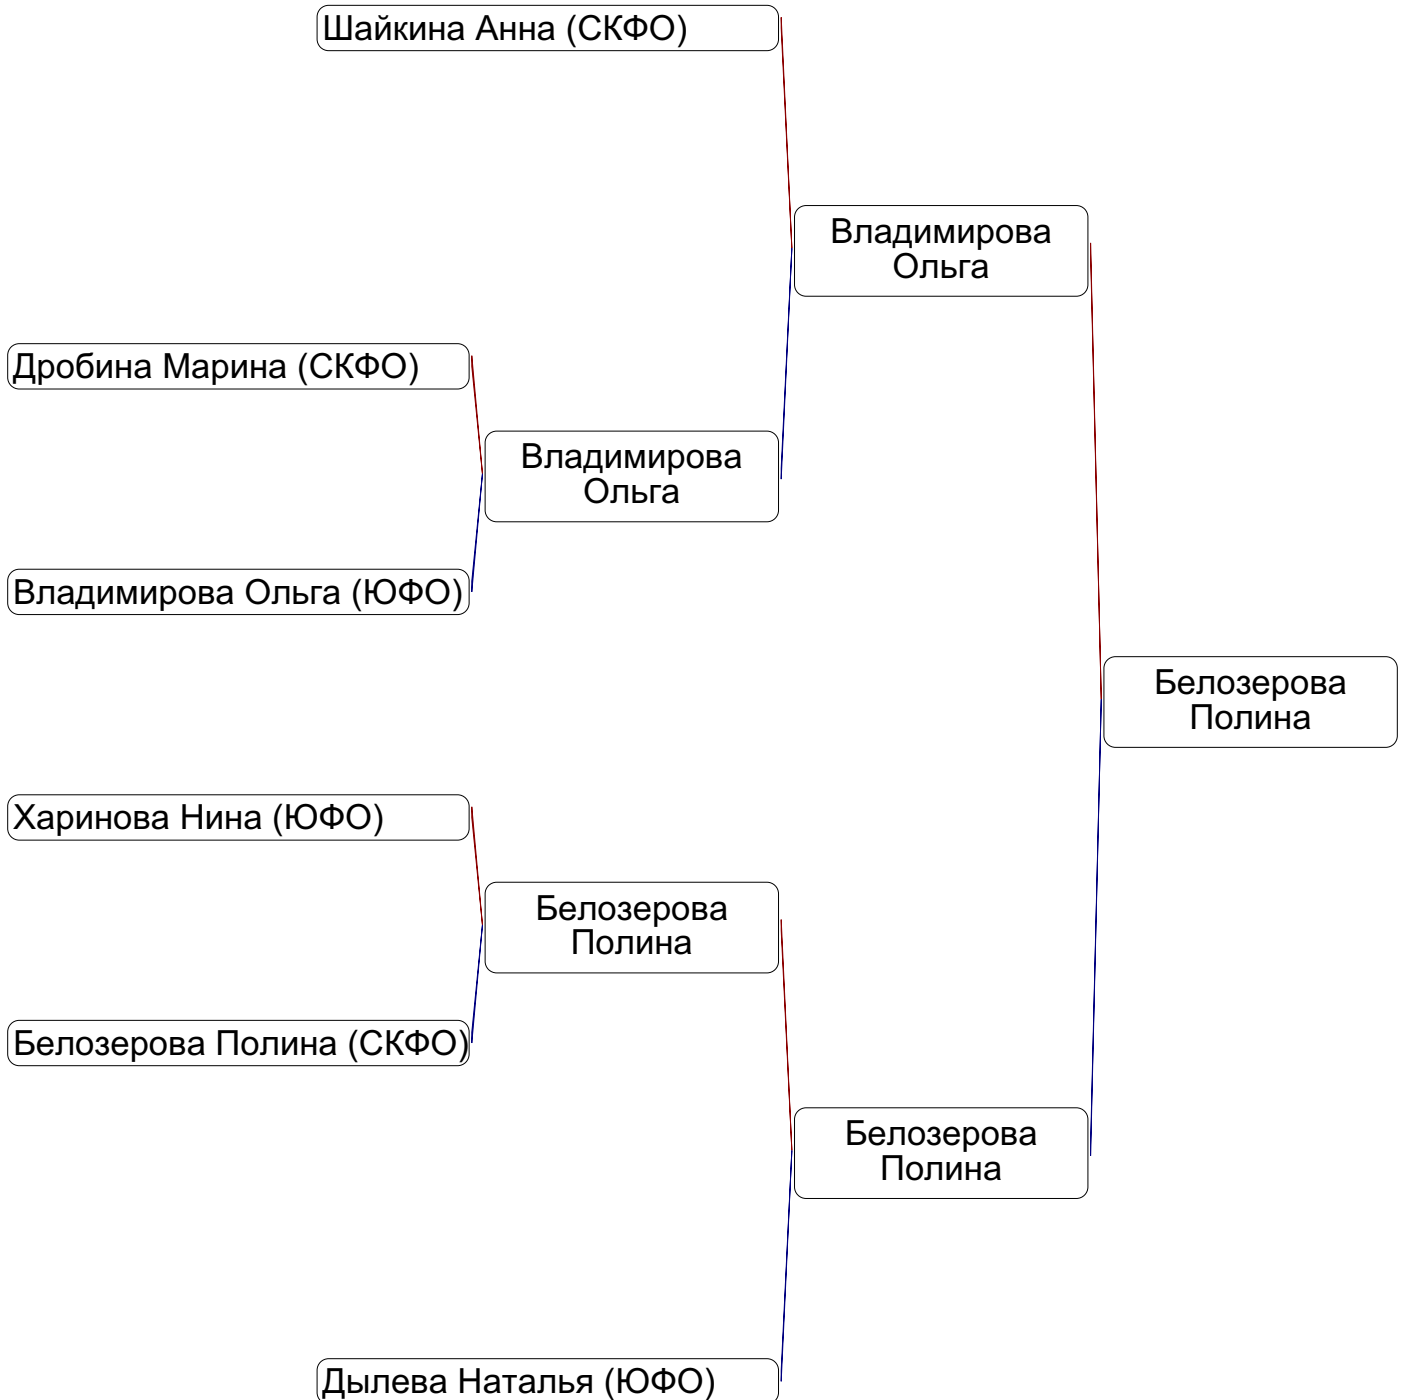 Шайкина Анна (СКФО)
Владимирова
Ольга
Дробина Марина (СКФО)
Владимирова
Ольга
Владимирова Ольга (ЮФО)
Белозерова
Полина
Харинова Нина (ЮФО)
Белозерова
Полина
Белозерова Полина (СКФО)
Белозерова
Полина
Дылева Наталья (ЮФО)